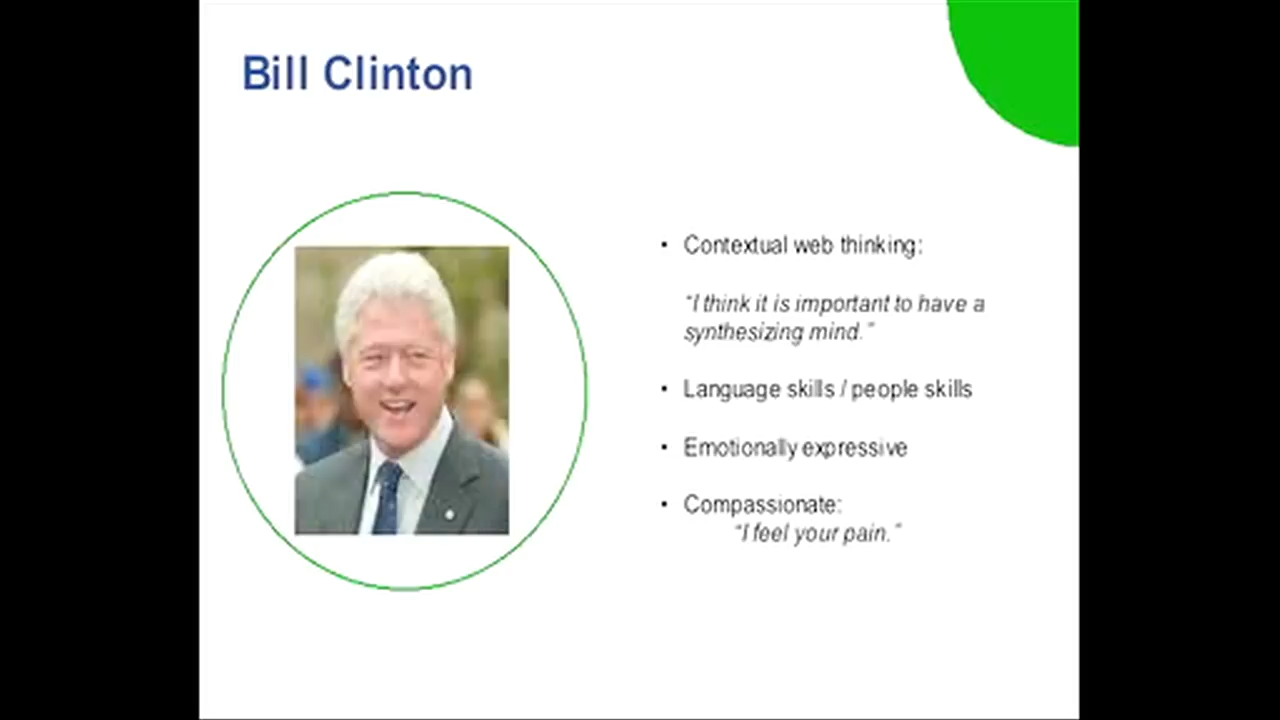 Bill Clinton
• Contextual web thinking:
“I think it is important to have a
synthesizing mind.”
• Language skills / people skills
• Emotionally expressive
• Compassionate:
“I feel your pain.”